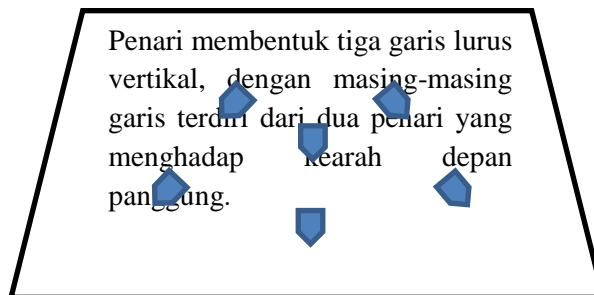 Penari membentuk tiga garis lurus
vertikal, dengan masing-masing
garis terdiri dari dua penari yang
menghadap kearah depan
panggung.